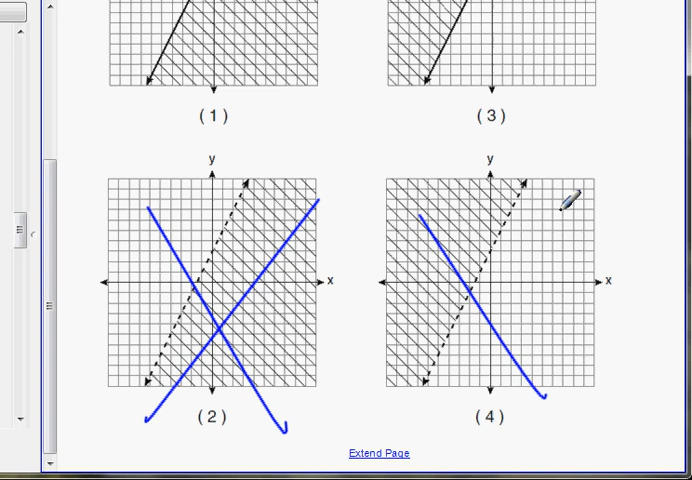 (1)
(3)
y
y
x
x
(2)
(4)
Extend Page